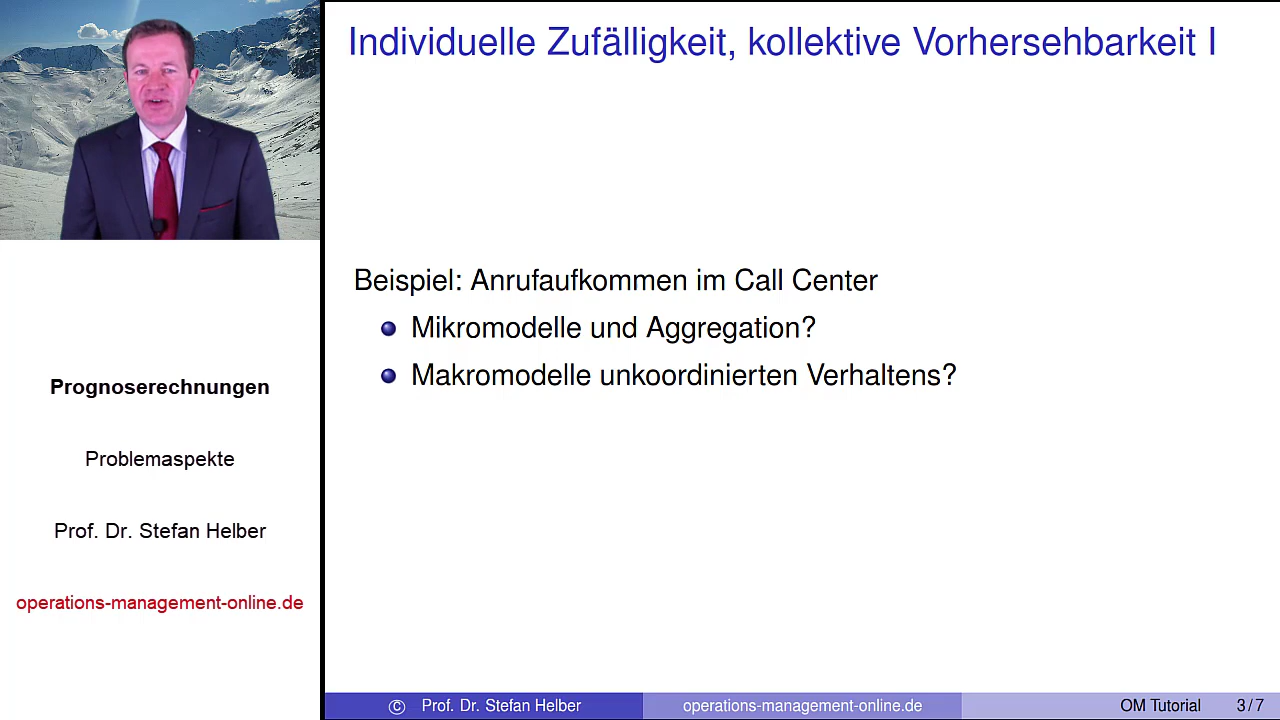 Individuelle Zufälligkeit, kollektive Vorhersehbarkeit I
Beispiel: Anrufaufkommen im Call Center
Mikromodelle und Aggregation?
Makromodelle unkoordinierten Verhaltens?
Prognoserechnungen
Problemaspekte
Prof. Dr. Stefan Helber
operations-management-online.de
© Prof. Dr. Stefan Helber operations-management-online.de OM Tutorial 3/7